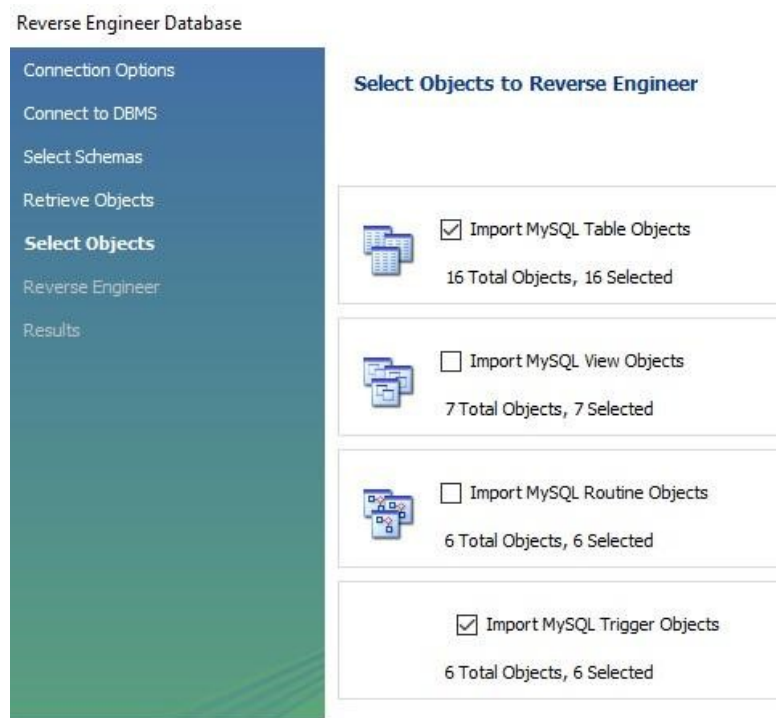 Reverse Engineer Database
Connection Options
Connect to DBMS
Select Schemas
Retrieve Objects
Select Objects
Reverse Engineer
Results
Select Objects to Reverse Engineer
Import MySQL Table Objects
16 Total Objects, 16 Selected
Import MySQL View Objects
7 Total Objects, 7 Selected
Import MySQL Routine Objects
6 Total Objects, 6 Selected
Import MySQL Trigger Objects
6 Total Objects, 6 Selected